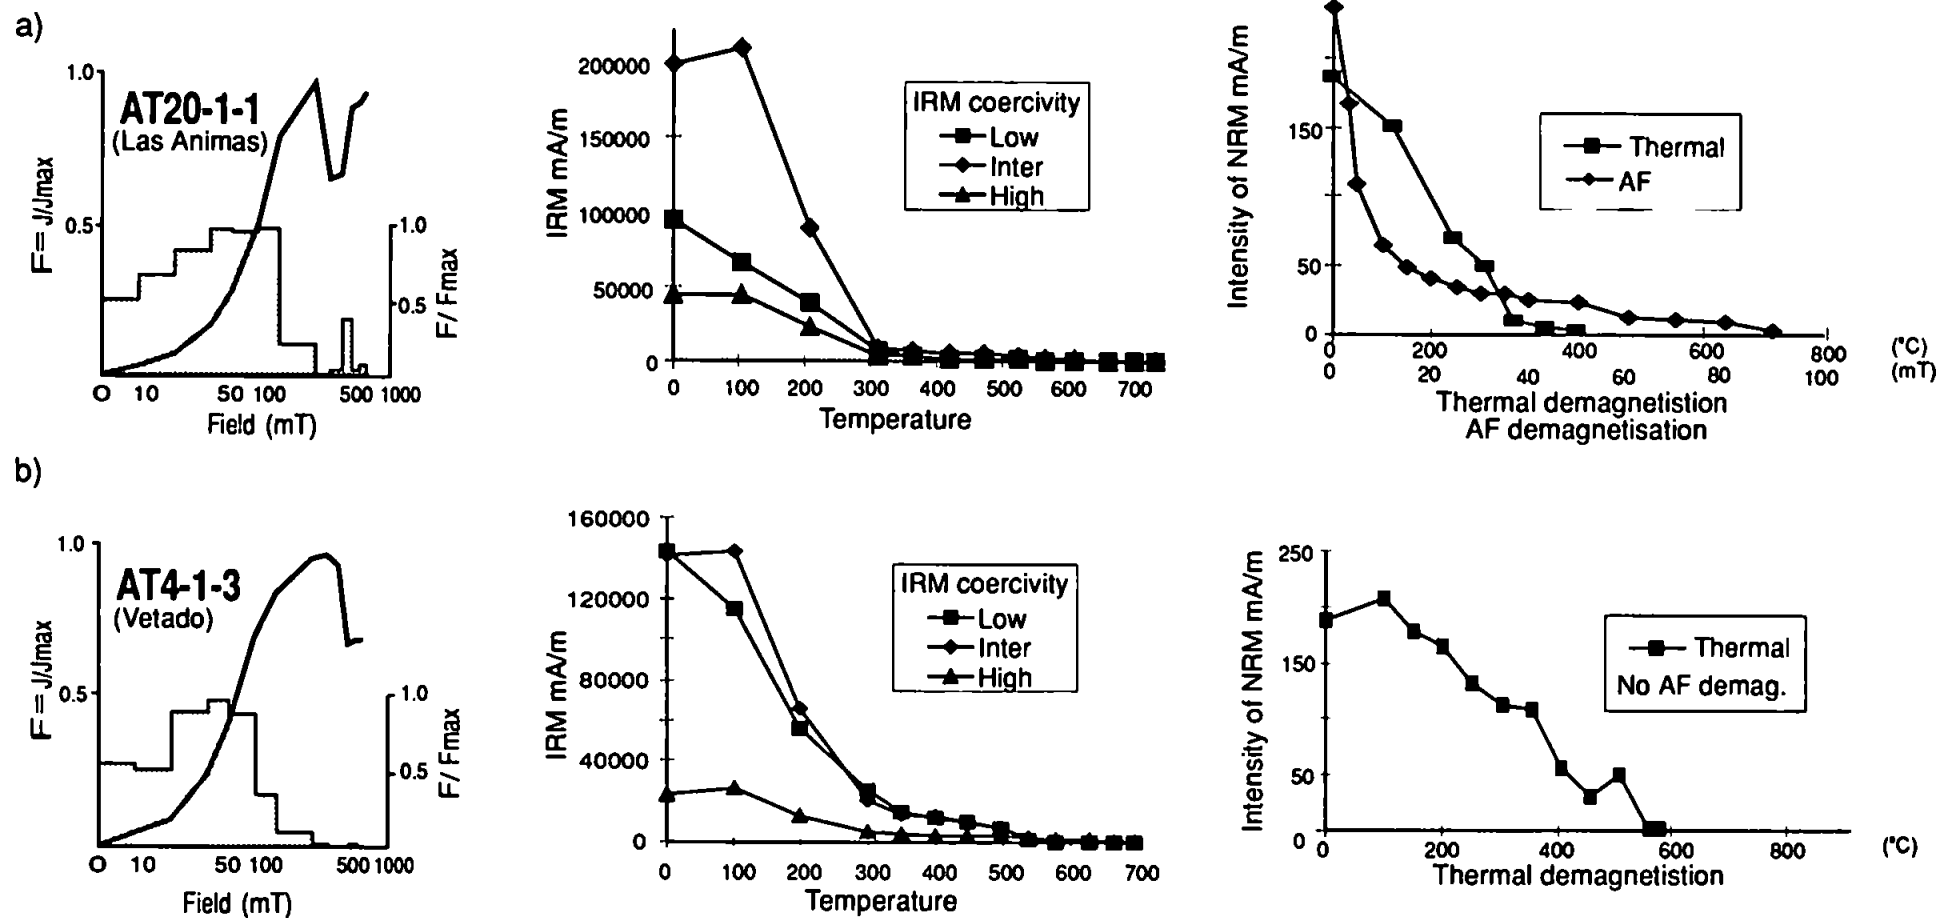 a)
1.0
AT20-1-1
(Las Animas)
F= J/Jmax
0.5
1.0
0.5
F/ Fmax
O 10 50 100 500 1000
Field (mT)
200000
150000
100000
50000
0
IRM mA/m
IRM coercivity
Low
Inter
High
0 100 200 300 400 500 600 700
Temperature
Intensity of NRM mA/m
150
50
0
Thermal
AF
0 200 400 600 800 (°C)
0 20 40 60 80 100 (mT)
Thermal demagnetistion
AF demagnetisation
b)
1.0
AT4-1-3
(Vetado)
F= J/Jmax
0.5
1.0
0.5
F/ Fmax
O 10 50 100 500 1000
Field (mT)
160000
120000
80000
40000
0
IRM mA/m
IRM coercivity
Low
Inter
High
0 100 200 300 400 500 600 700
Temperature
Intensity of NRM mA/m
250
150
50
0
Thermal
No AF demag.
0 200 400 600 800 (°C)
Thermal demagnetistion